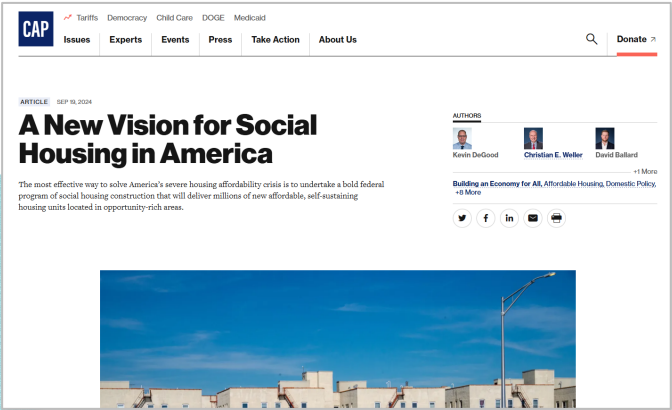 CAP
Tariffs Democracy Child Care DOGE Medicaid
Issues Experts Events Press Take Action About Us
Donate
ARTICLE SEP 19, 2024
A New Vision for Social
Housing in America
The most effective way to solve America's severe housing affordability crisis is to undertake a bold federal
program of social housing construction that will deliver millions of new affordable, self-sustaining
housing units located in opportunity-rich areas.
AUTHORS
Kevin DeGood Christian E. Weller David Ballard
+1 More
Building an Economy for All, Affordable Housing, Domestic Policy,
+8 More